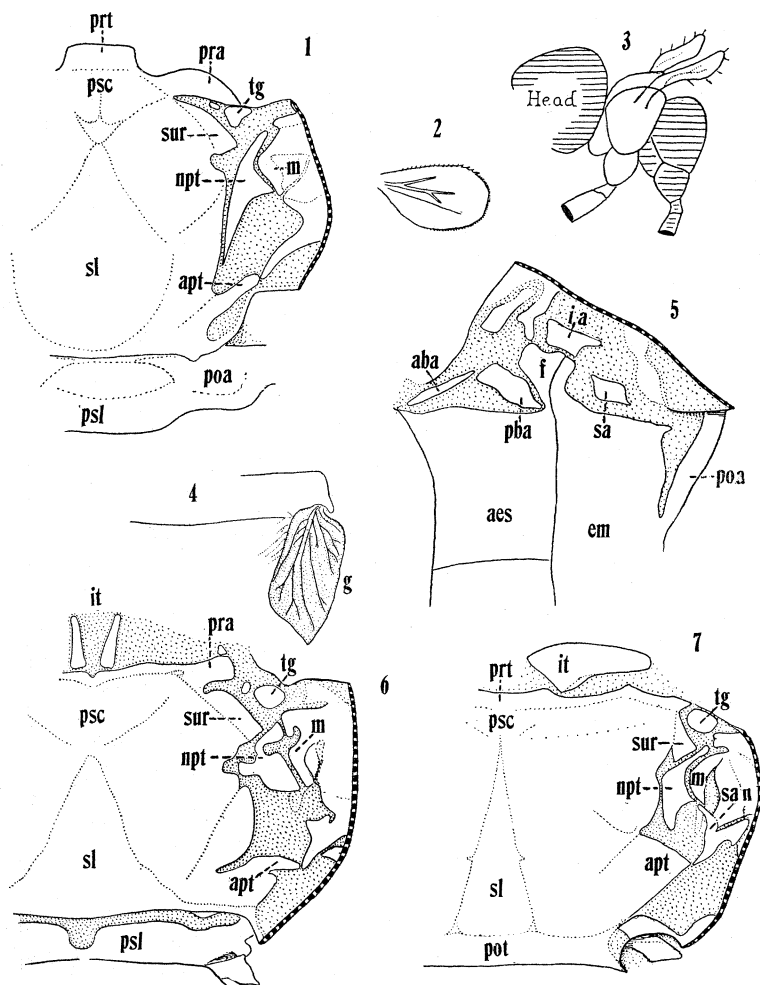 prt
1
3
pra
psc
tg
Head
sur
2
npt
m
sl
apt
5
i,a
aba
f
poa
pba
sa
psl
poa
4
aes
em
g
it
pra
7
it
tg
prt
6
tg
psc
psc
sur
m
sur
npt
npt
m
san
sl
apt
apt
sl
psl
pot